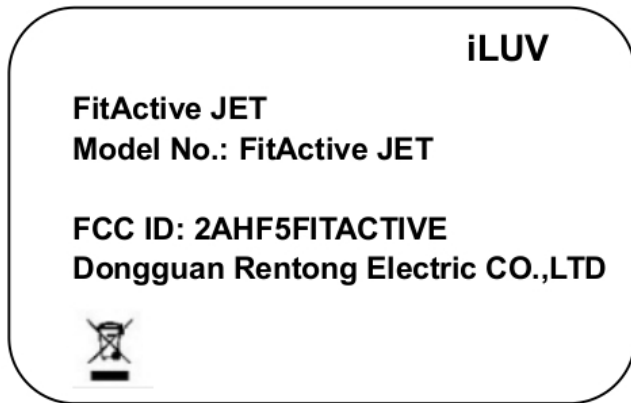 iLUV
FitActive JET
Model No.: FitActive JET
FCC ID: 2AHF5FITACTIVE
Dongguan Rentong Electric CO.,LTD